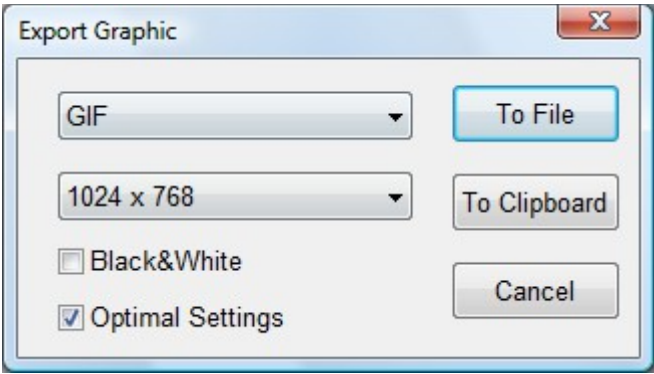 Export Graphic
GIF
To File
1024 x 768
To Clipboard
Black&White
Cancel
Optimal Settings